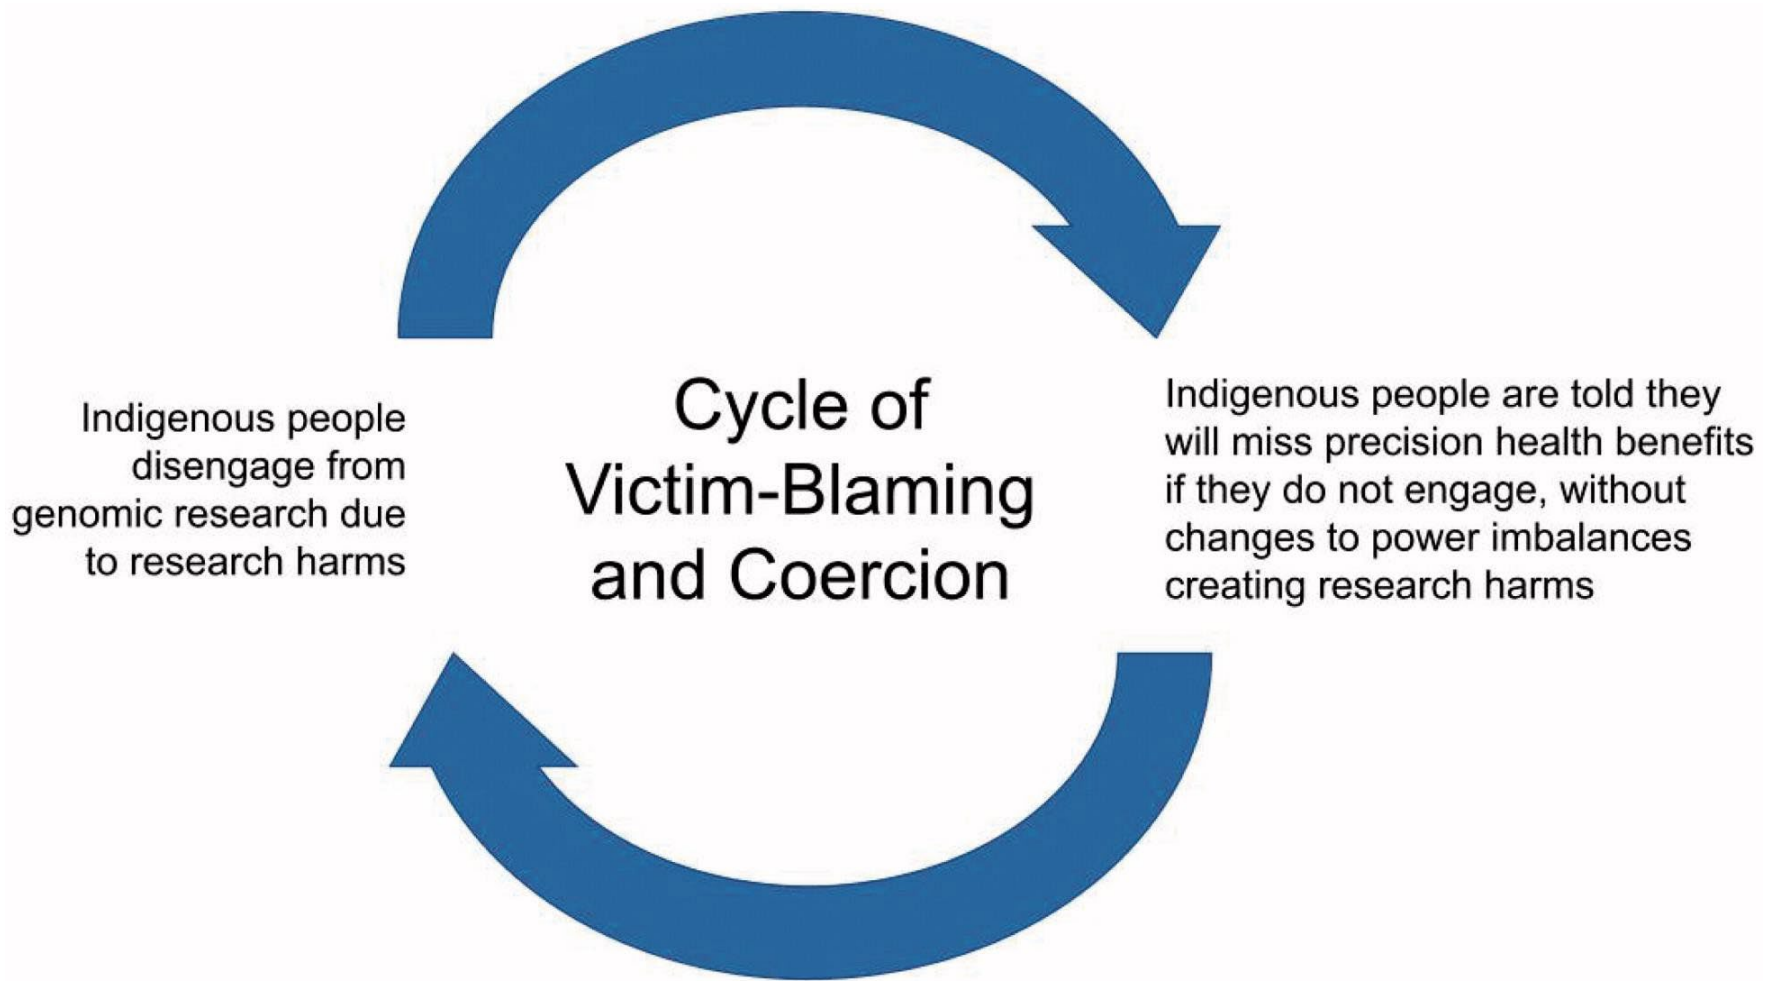 Indigenous people
disengage from
genomic research due
to research harms
Cycle of
Victim-Blaming
and Coercion
Indigenous people are told they
will miss precision health benefits
if they do not engage, without
changes to power imbalances
creating research harms